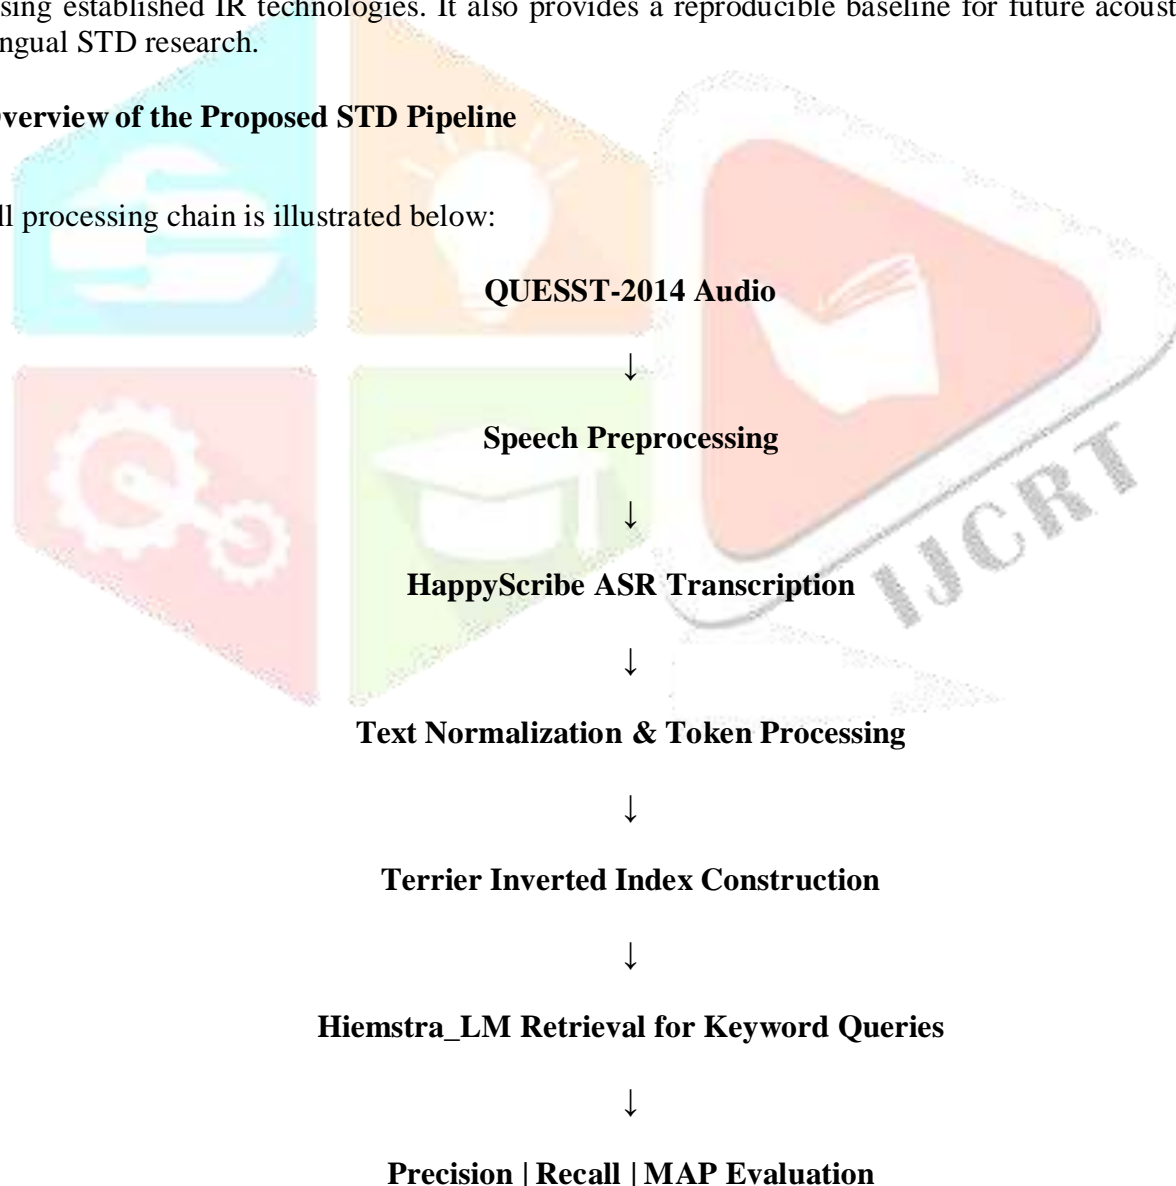 sing established IR technologies. It also provides a reproducible baseline for future acoust
ngual STD research.
verview of the Proposed STD Pipeline
ll processing chain is illustrated below:
QUESST-2014 Audio
↓
Speech Preprocessing
↓
HappyScribe ASR Transcription
↓
Text Normalization & Token Processing
↓
Terrier Inverted Index Construction
↓
Hiemstra_LM Retrieval for Keyword Queries
↓
Precision | Recall | MAP Evaluation
IJCRT